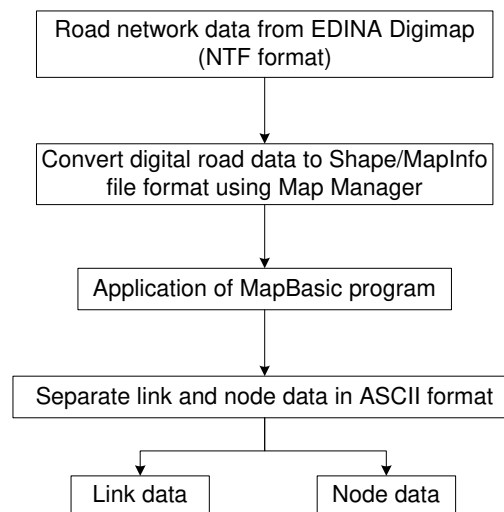 Road network data from EDINA Digimap
(NTF format)
Convert digital road data to Shape/MapInfo
file format using Map Manager
Application of MapBasic program
Separate link and node data in ASCII format
Link data
Node data